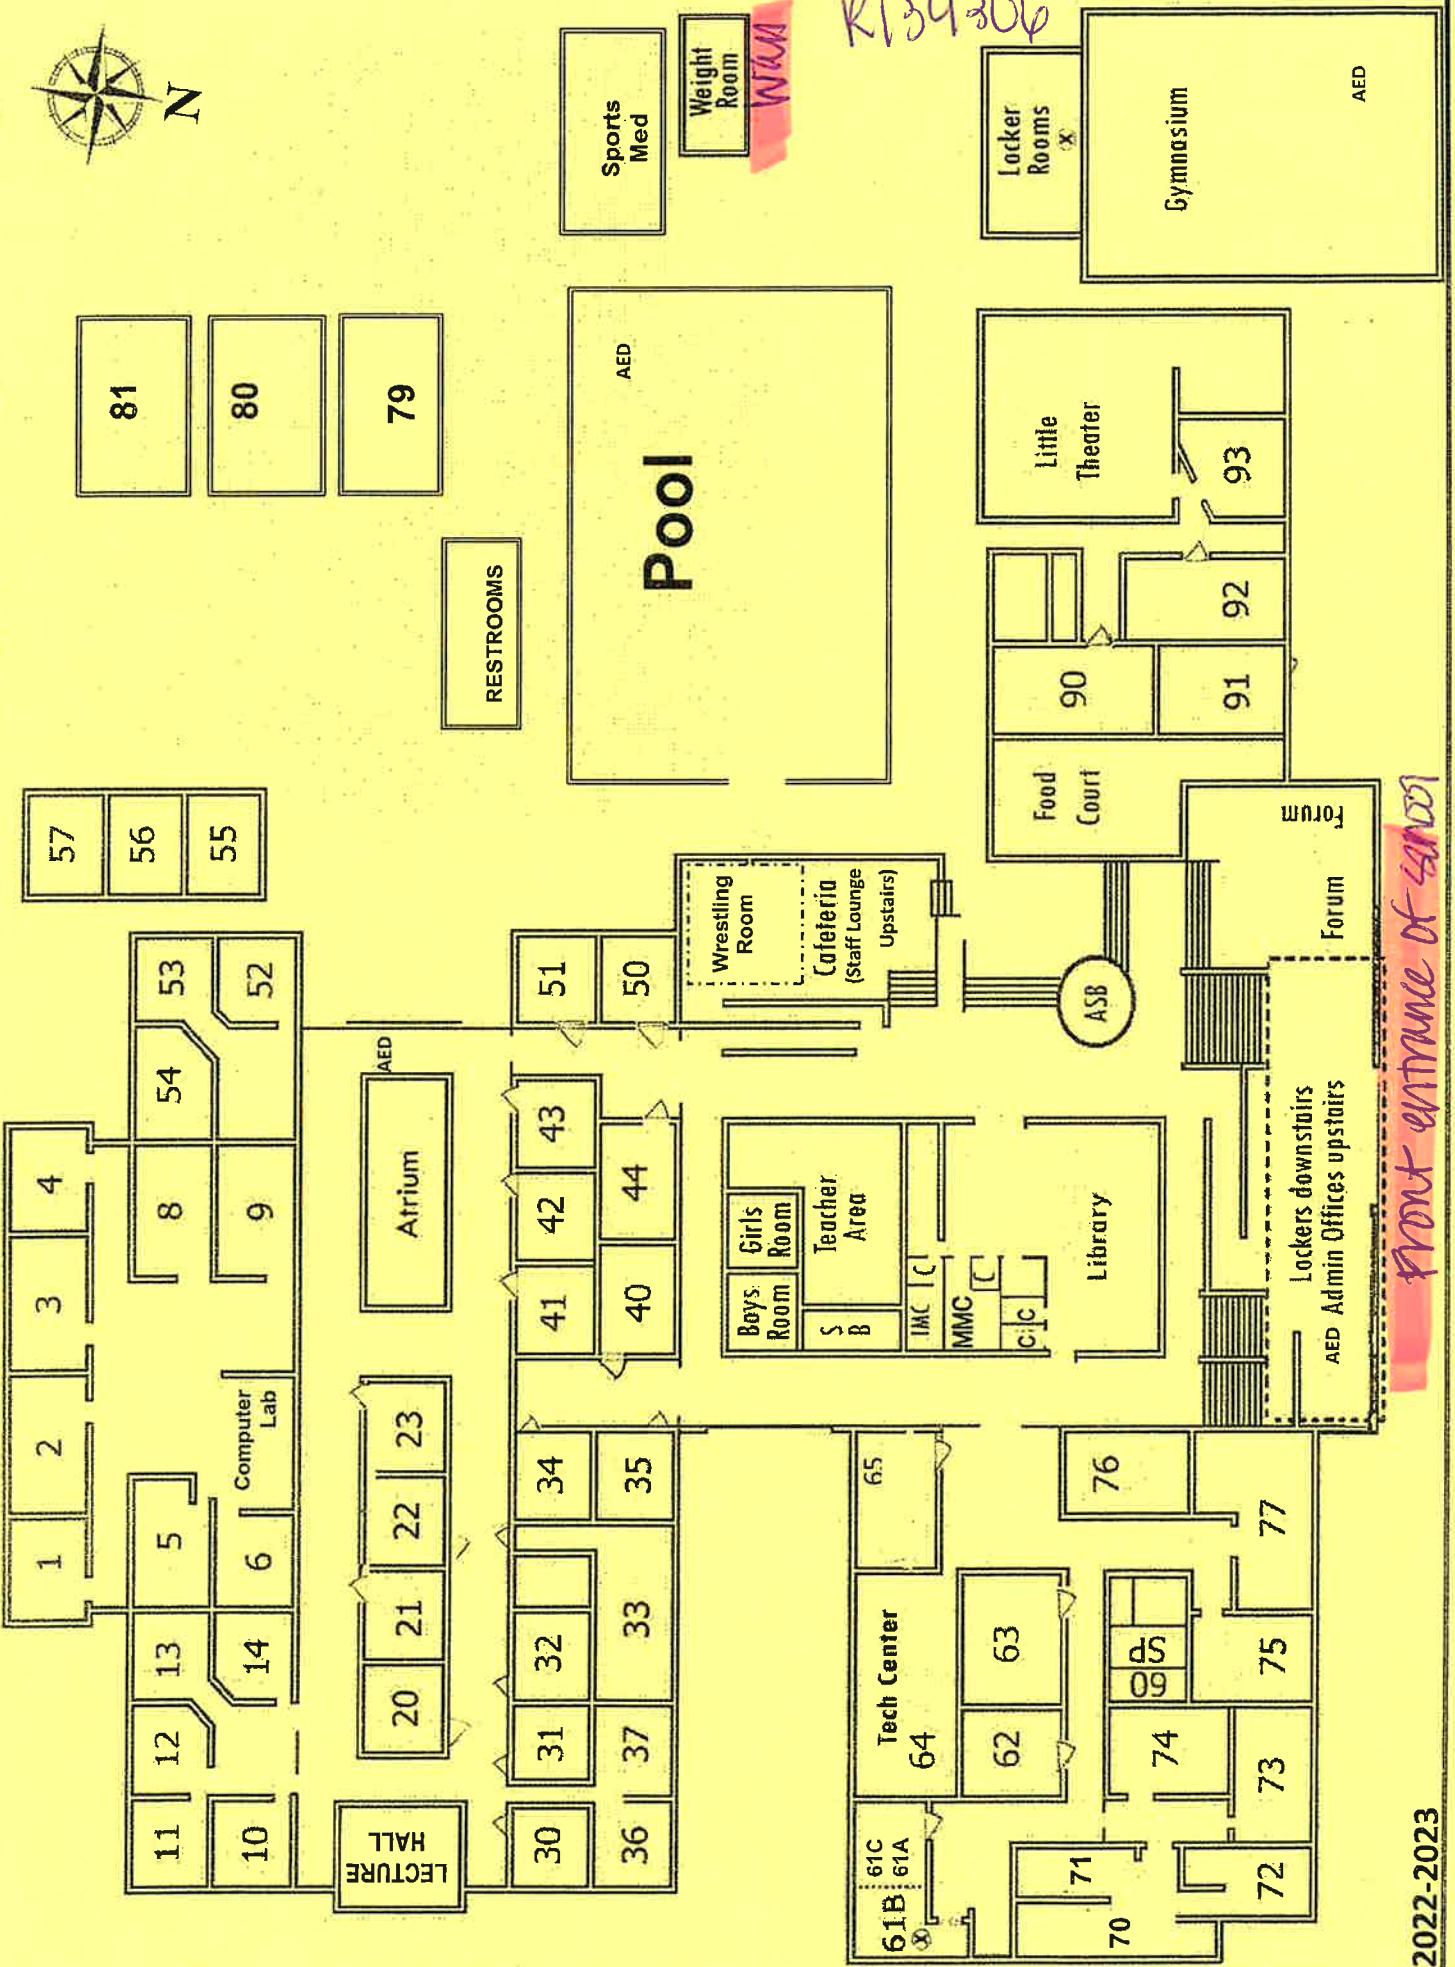 N
Sports
Med
Weight
Room
Wall
R134306
Locker
Rooms
X
Gymnasium
AED
81
80
79
RESTROOMS
Pool
AED
Little
Theater
93
92
90
91
Food
Court
Forum
Forum
57
56
55
53
52
54
51
50
Wrestling
Room
Cafeteria
(Staff Lounge
Upstairs)
ASB
AED
Atrium
4
3
2
1
8
9
Computer
Lab
5
6
13
14
12
11
10
43
42
41
44
40
23
22
21
20
34
35
32
33
31
37
30
36
LECTURE
HALL
Girls
Room
Boys
Room
Teacher
Area
S
B
IMC
C
MMC
C
C
C
Library
Lockers downstairs
AED Admin Offices upstairs
Front entrance of school
65
76
77
Tech Center
64
63
62
60
SP
75
74
73
61C
61A
61B
X
71
70
72
2022-2023